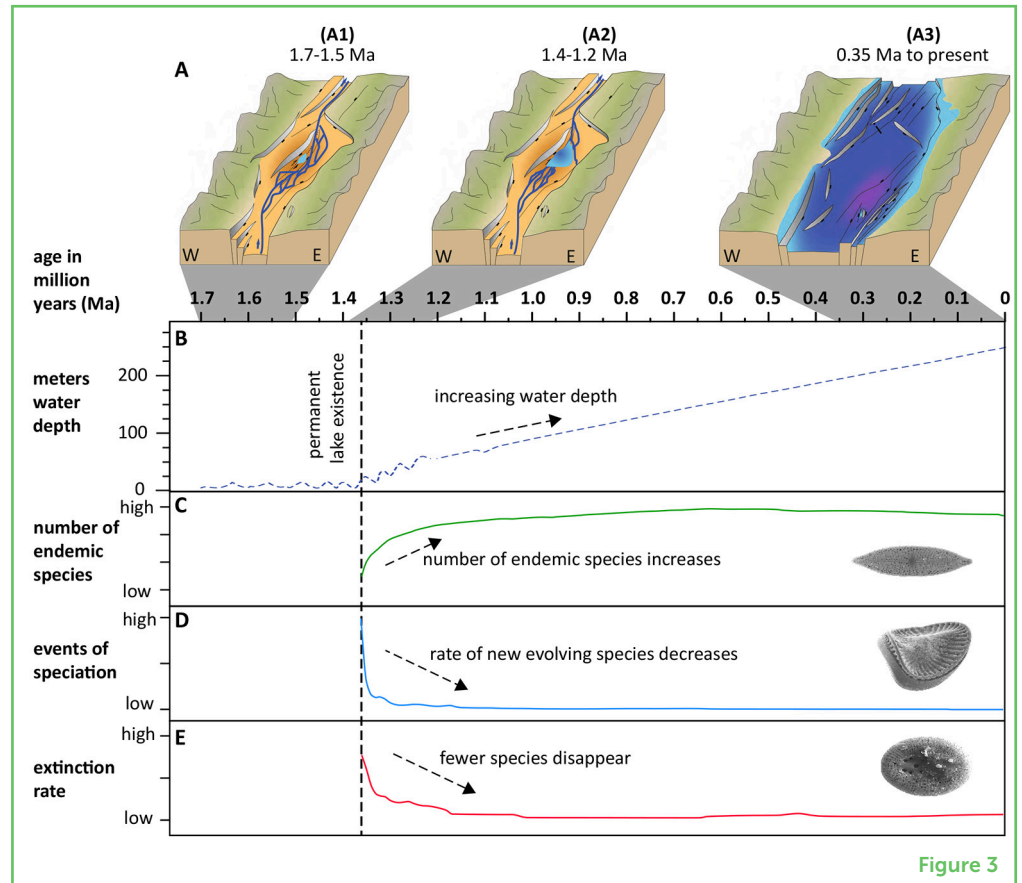 (A1)
1.7-1.5 Ma
(A2)
1.4-1.2 Ma
(A3)
0.35 Ma to present
A
W
E
W
E
W
E
age in
million
years (Ma)
1.7 1.6 1.5 1.4 1.3 1.2 1.1 1.0 0.9 0.8 0.7 0.6 0.5 0.4 0.3 0.2 0.1 0
B
meters
water
depth
200
100
0
permanent
lake existence
increasing water depth
C
number of
endemic
species
high
low
number of endemic species increases
D
events of
speciation
high
low
rate of new evolving species decreases
E
extinction
rate
high
low
fewer species disappear
Figure 3